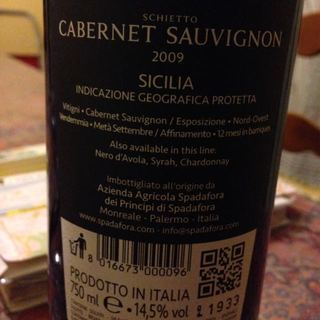 SCHIETTO
CABERNET SAUVIGNON
2009
SICILIA
INDICAZIONE GEOGRAFICA PROTETTA
Vitigni • Cabernet Sauvignon / Esposizione • Nord-Ovest
Vendemmia • Metà Settembre / Affinamento • 12 mesi in barriques
Also available in this line:
Nero d'Avola, Syrah, Chardonnay
Imbottigliato all'origine da
Azienda Agricola Spadafora
dei Principi di Spadafora
Monreale - Palermo - Italia
www.spadafora.com - info@spadafora.com
8 016673 000096
PRODOTTO IN ITALIA
750 ml e 14,5% vol
L 1933